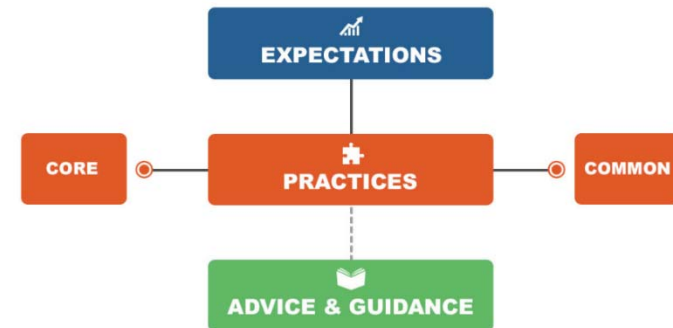 EXPECTATIONS
CORE
PRACTICES
COMMON
ADVICE & GUIDANCE